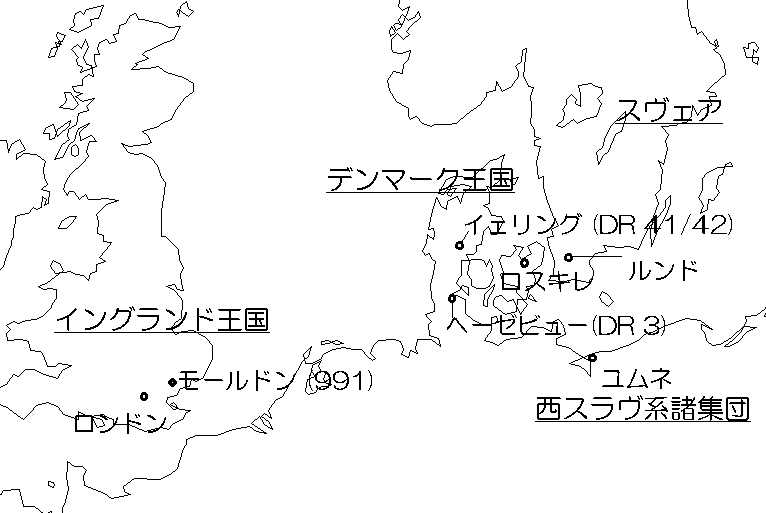 スヴェア
デンマーク王国
イェリング (DR 41/42)
ルンド
ロスキレ
イングランド王国
ヘーゼビュー(DR 3)
モールドン (991)
ユムネ
ロンドン
西スラヴ系諸集団